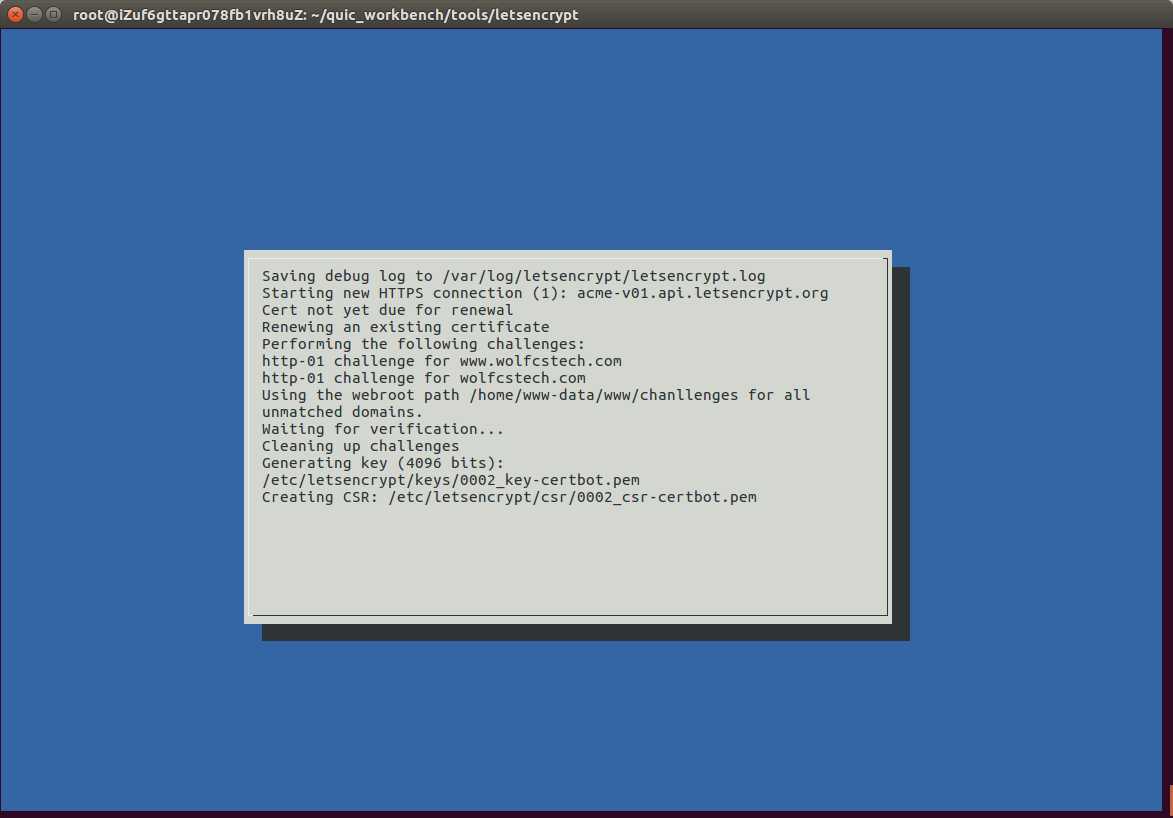 root@iZuf6gttapr078fb1vrh8uZ: ~/quic_workbench/tools/letsencrypt
Saving debug log to /var/log/letsencrypt/letsencrypt.log
Starting new HTTPS connection (1): acme-v01.api.letsencrypt.org
Cert not yet due for renewal
Renewing an existing certificate
Performing the following challenges:
http-01 challenge for www.wolfcstech.com
http-01 challenge for wolfcstech.com
Using the webroot path /home/www-data/www/chanllenges for all
unmatched domains.
Waiting for verification...
Cleaning up challenges
Generating key (4096 bits):
/etc/letsencrypt/keys/0002_key-certbot.pem
Creating CSR: /etc/letsencrypt/csr/0002_csr-certbot.pem